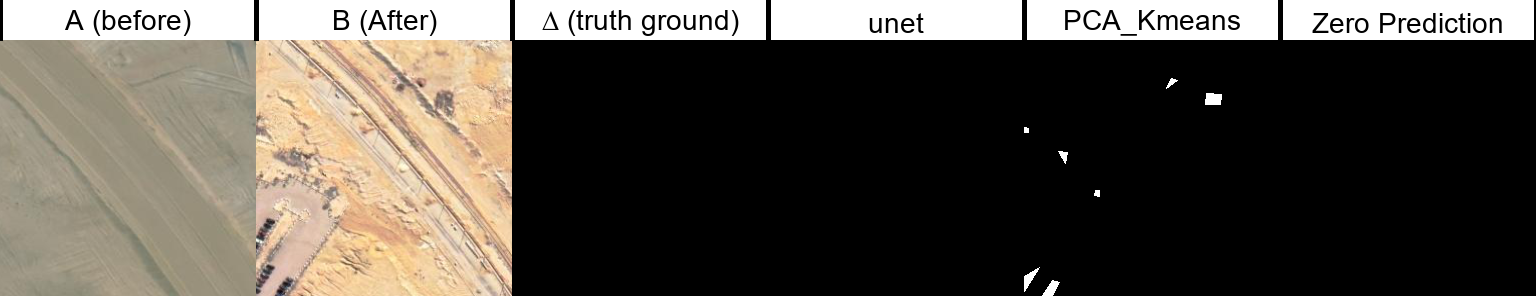 A (before)
B (After)
Δ (truth ground)
unet
PCA_Kmeans
Zero Prediction